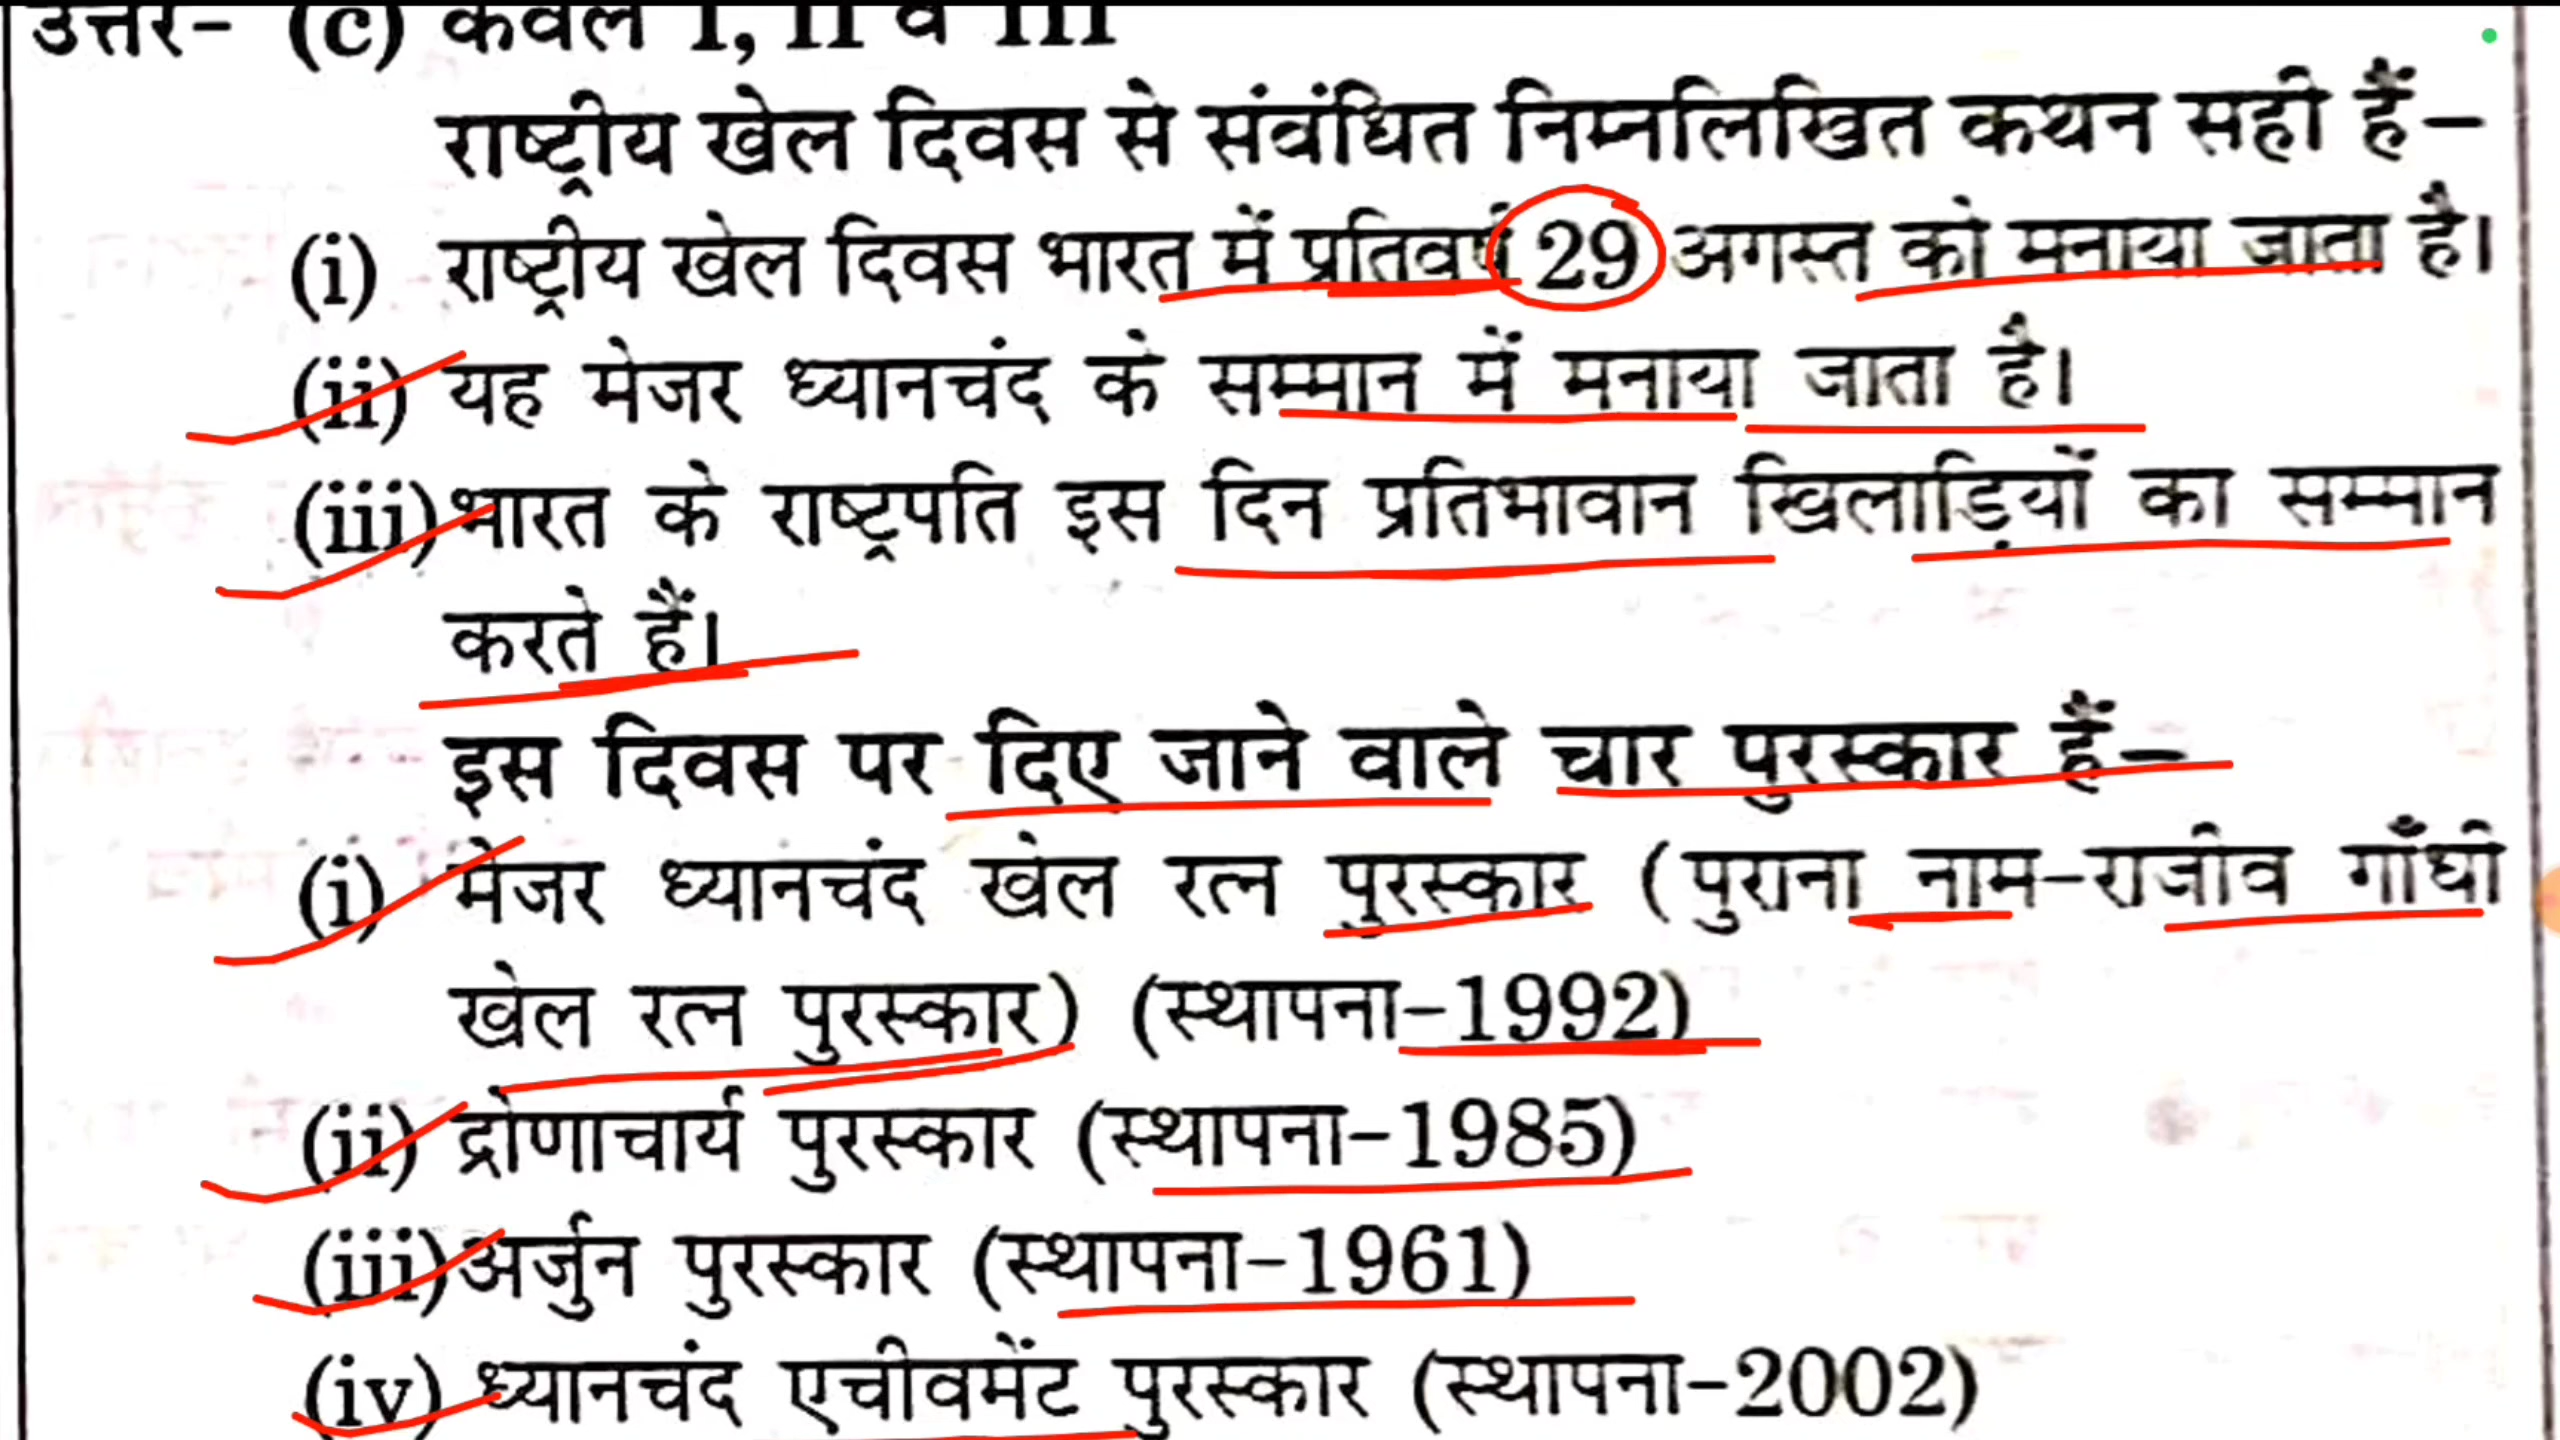 उत्तर- (c) केवल I, II व III
राष्ट्रीय खेल दिवस से संबंधित निम्नलिखित कथन सही हैं–
(i) राष्ट्रीय खेल दिवस भारत में प्रतिवर्ष 29 अगस्त को मनाया जाता है।
(ii) यह मेजर ध्यानचंद के सम्मान में मनाया जाता है।
(iii) भारत के राष्ट्रपति इस दिन प्रतिभावान खिलाड़ियों का सम्मान
करते हैं।
इस दिवस पर दिए जाने वाले चार पुरस्कार हैं–
(i) मेजर ध्यानचंद खेल रत्न पुरस्कार (पुराना नाम–राजीव गाँधी
खेल रत्न पुरस्कार) (स्थापना–1992)
(ii) द्रोणाचार्य पुरस्कार (स्थापना–1985)
(iii) अर्जुन पुरस्कार (स्थापना–1961)
(iv) ध्यानचंद एचीवमेंट पुरस्कार (स्थापना–2002)